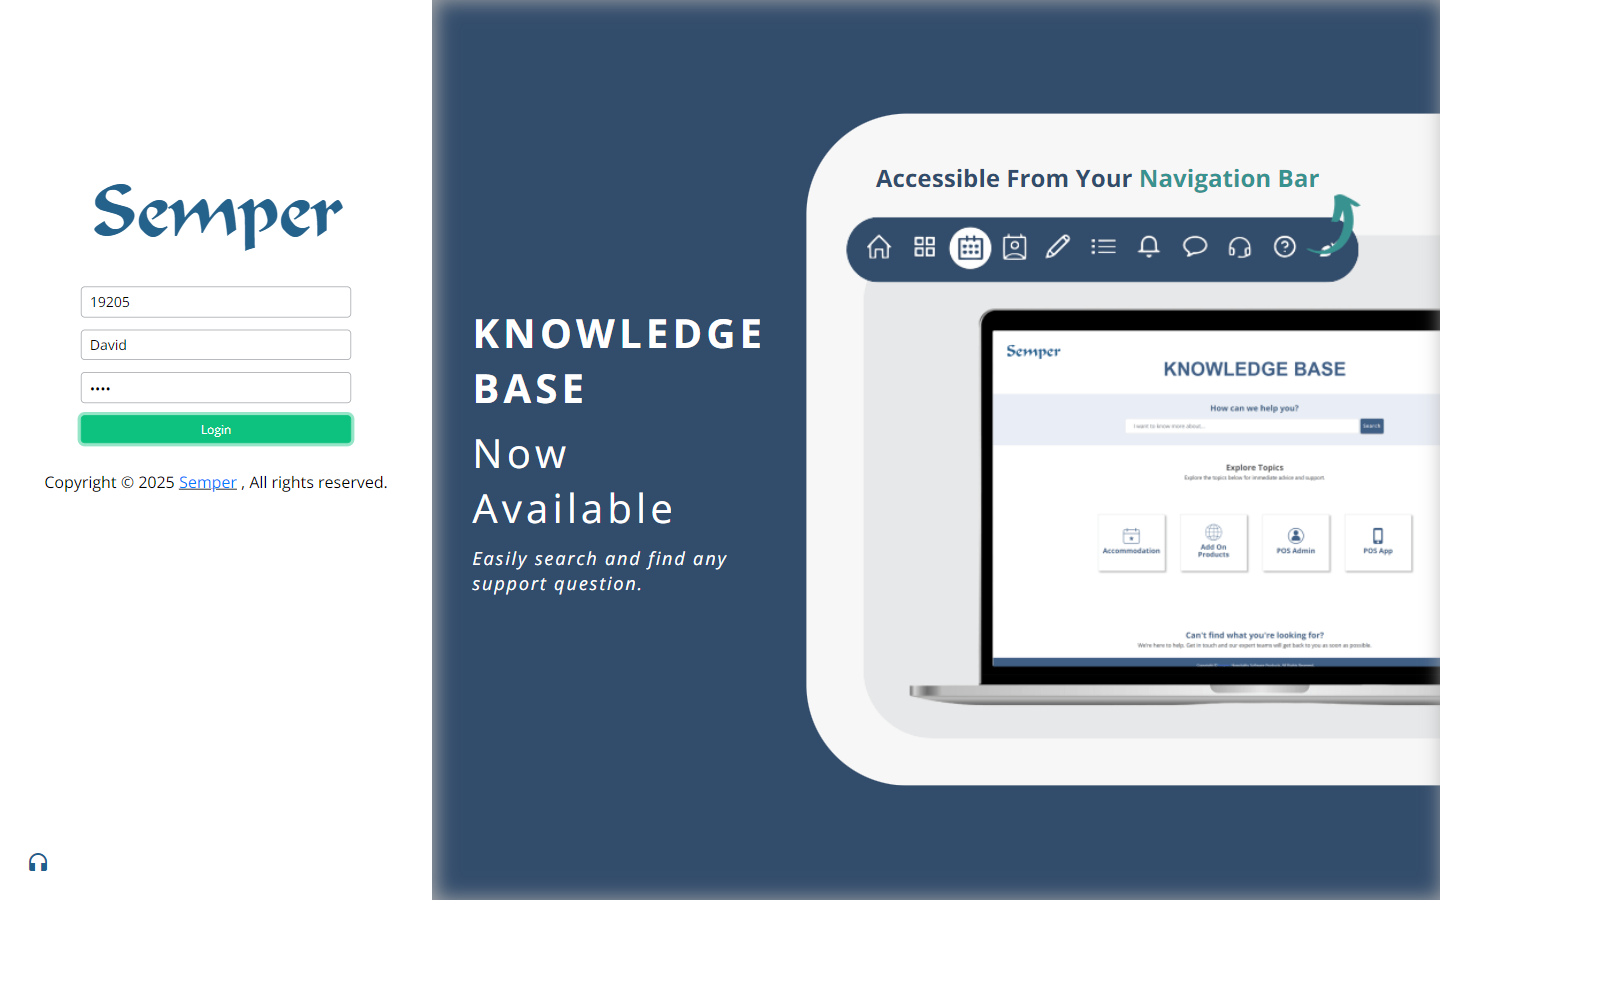 Semper
19205
David
••••
Login
Copyright © 2025 Semper , All rights reserved.
KNOWLEDGE
BASE
Now
Available
Easily search and find any
support question.
Accessible From Your Navigation Bar
Semper
KNOWLEDGE BASE
How can we help you?
I want to know more about...
Search
Explore Topics
Explore the topics below for immediate advice and support
Accommodation
Add On
Products
POS Admin
POS App
Can't find what you're looking for?
We're here to help. Get in touch and our expert teams will get back to you as soon as possible.